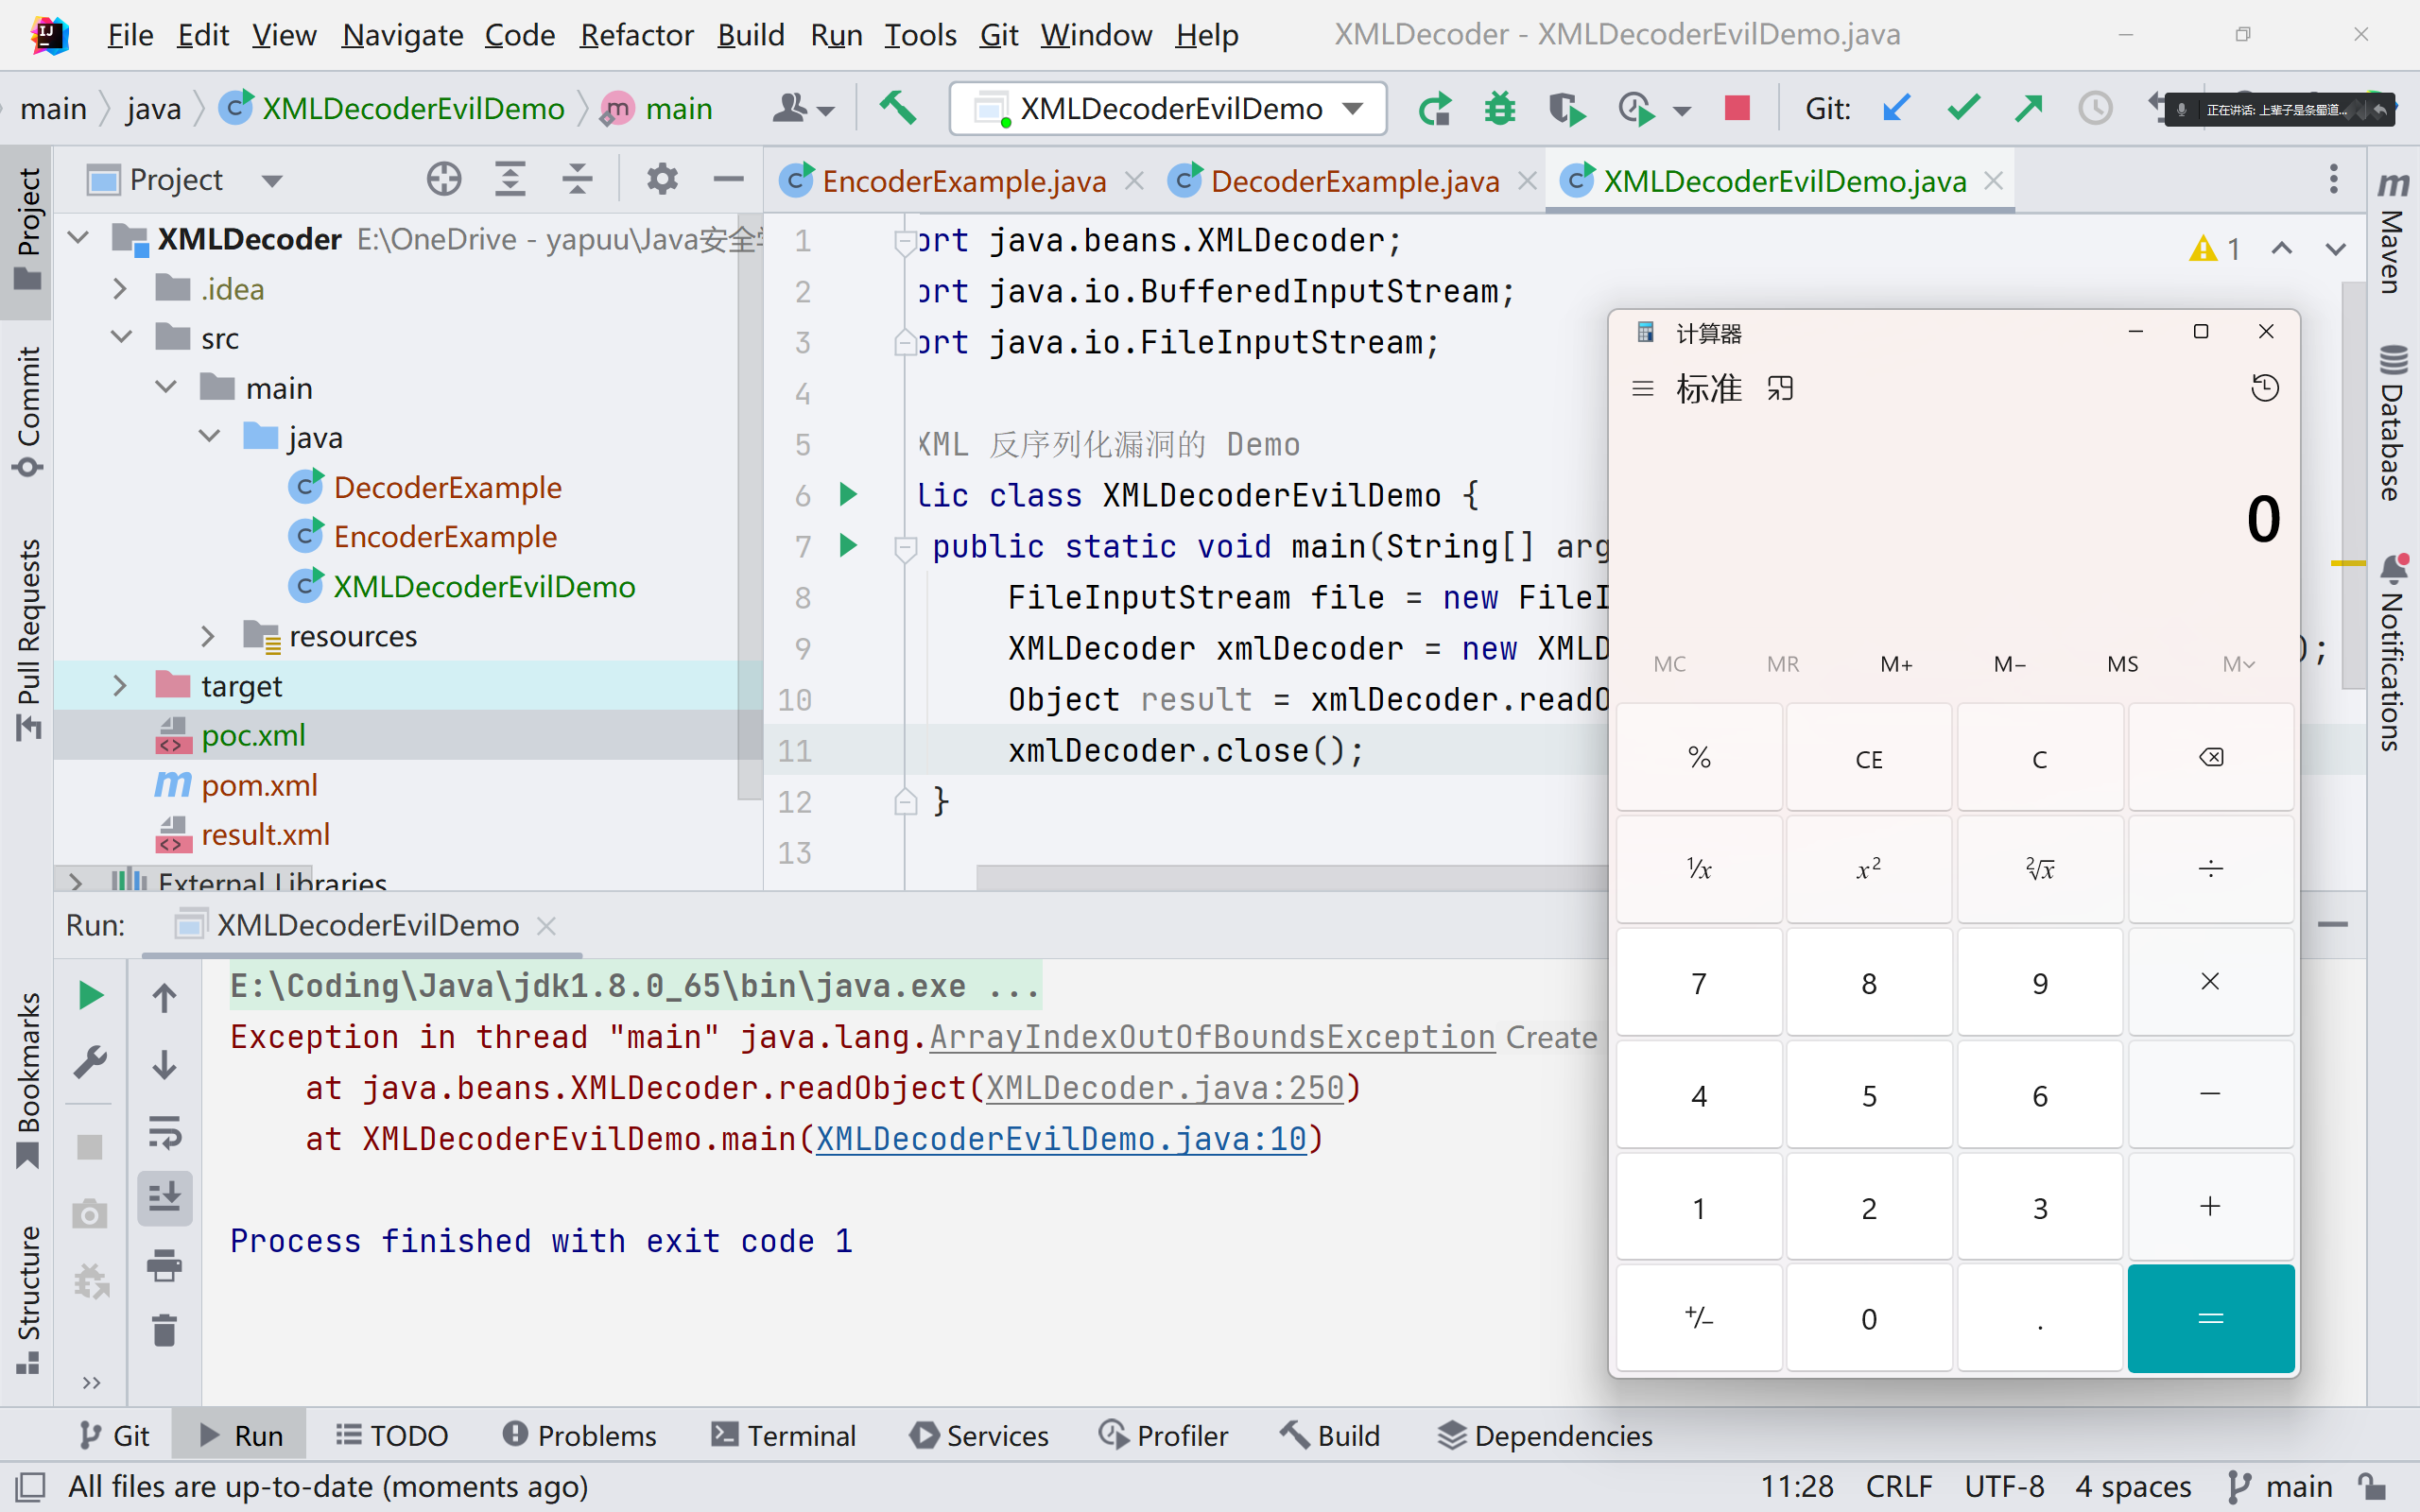 File Edit View Navigate Code Refactor Build Run Tools Git Window Help XMLDecoder - XMLDecoderEvilDemo.java
main java XMLDecoderEvilDemo main XMLDecoderEvilDemo Git:
正在讲话: 上辈子是条蜀道...
Project EncoderExample.java DecoderExample.java XMLDecoderEvilDemo.java
Project
Commit
Pull Requests
Bookmarks
Structure
XMLDecoder E:\OneDrive - yapuu\Java安全
.idea
src
main
java
DecoderExample
EncoderExample
XMLDecoderEvilDemo
resources
target
poc.xml
pom.xml
result.xml
External Libraries
1 ort java.beans.XMLDecoder;
2 ort java.io.BufferedInputStream;
3 ort java.io.FileInputStream;
4
5 XML 反序列化漏洞的 Demo
6 lic class XMLDecoderEvilDemo {
7 public static void main(String[] arg
8 FileInputStream file = new FileI
9 XMLDecoder xmlDecoder = new XMLD );
10 Object result = xmlDecoder.readO
11 xmlDecoder.close();
12 }
13
1
Maven
Database
Notifications
计算器
标准
0
MC MR M+ M− MS M
% CE C
⅟x x² ²√x ÷
7 8 9 ×
4 5 6 −
1 2 3 +
+/− 0 . =
Run: XMLDecoderEvilDemo
E:\Coding\Java\jdk1.8.0_65\bin\java.exe ...
Exception in thread "main" java.lang.ArrayIndexOutOfBoundsException Create
at java.beans.XMLDecoder.readObject(XMLDecoder.java:250)
at XMLDecoderEvilDemo.main(XMLDecoderEvilDemo.java:10)
Process finished with exit code 1
Git Run TODO Problems Terminal Services Profiler Build Dependencies
All files are up-to-date (moments ago) 11:28 CRLF UTF-8 4 spaces main